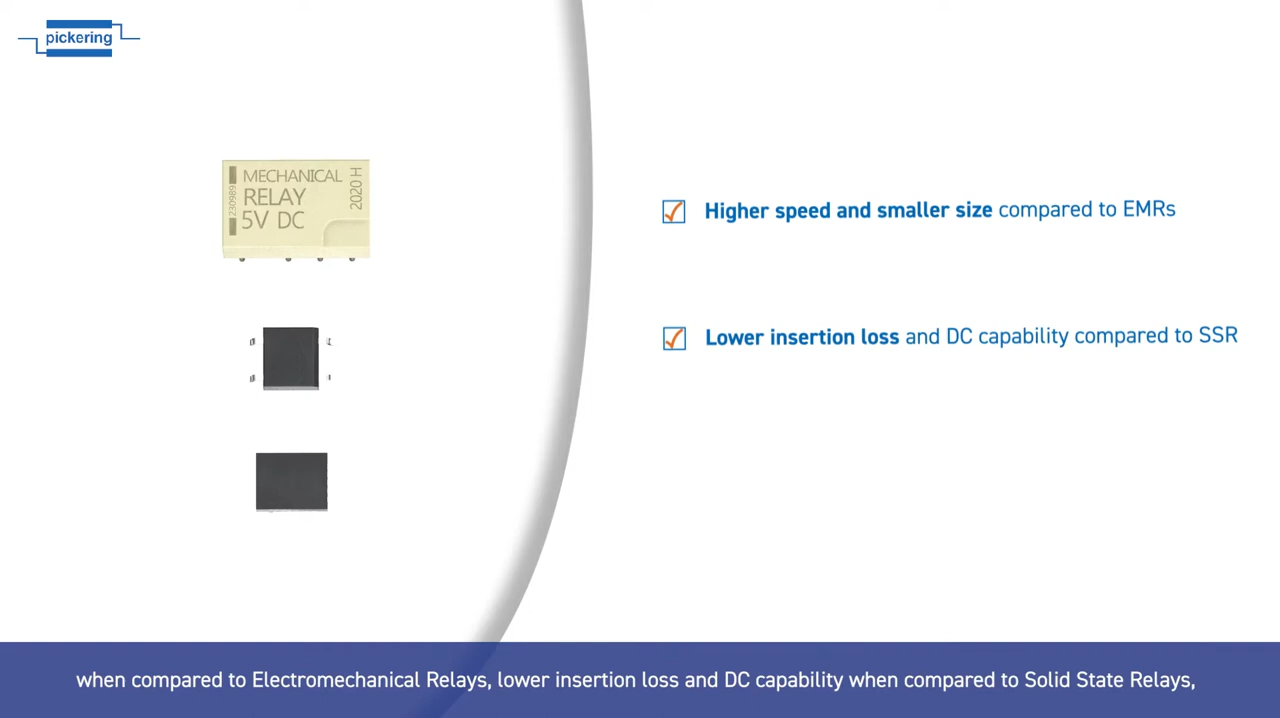 pickering
MECHANICAL
RELAY
5V DC
230989
2020 H
Higher speed and smaller size compared to EMRs
Lower insertion loss and DC capability compared to SSR
when compared to Electromechanical Relays, lower insertion loss and DC capability when compared to Solid State Relays,